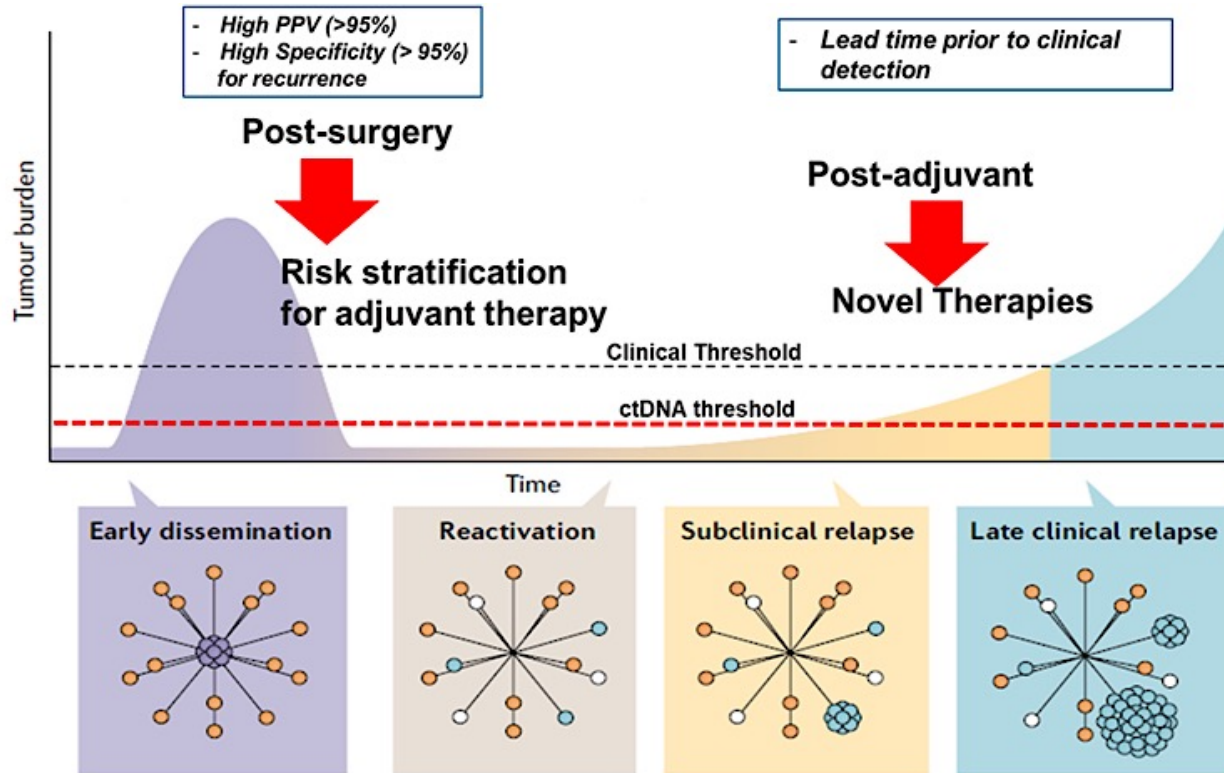 - High PPV (>95%)
- High Specificity (> 95%)
for recurrence
- Lead time prior to clinical
detection
Post-surgery
Post-adjuvant
Risk stratification
for adjuvant therapy
Novel Therapies
Tumour burden
Clinical Threshold
ctDNA threshold
Time
Early dissemination
Reactivation
Subclinical relapse
Late clinical relapse